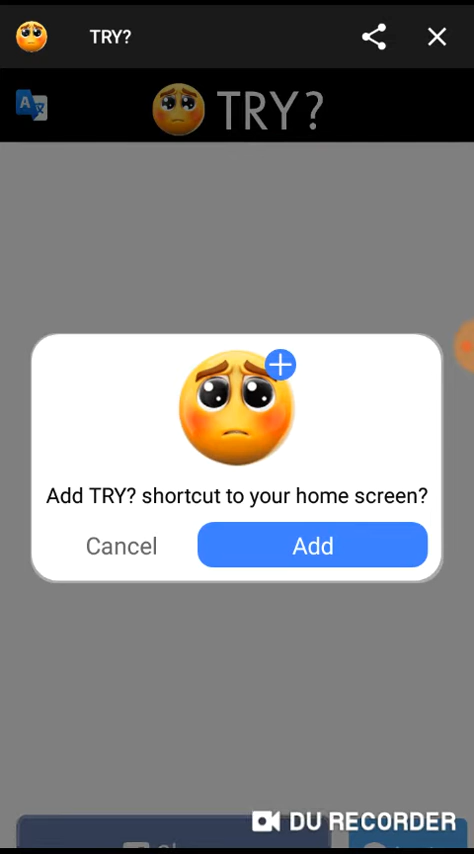 TRY?
TRY?
Add TRY? shortcut to your home screen?
Cancel
Add
DU RECORDER